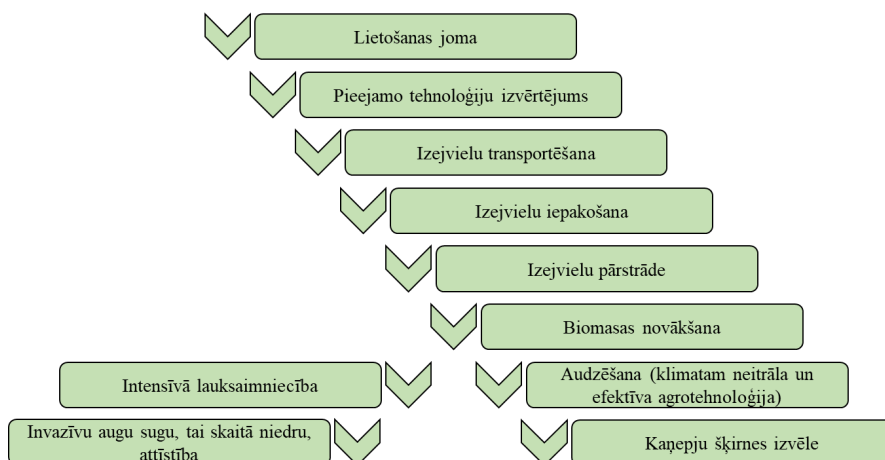 Lietošanas joma
Pieejamo tehnoloģiju izvērtējums
Izejvielu transportēšana
Izejvielu iepakošana
Izejvielu pārstrāde
Biomasas novākšana
Intensīvā lauksaimniecība
Audzēšana (klimatam neitrāla un
efektīva agrotehnoloģija)
Invazīvu augu sugu, tai skaitā niedru,
attīstība
Kaņepju šķirnes izvēle